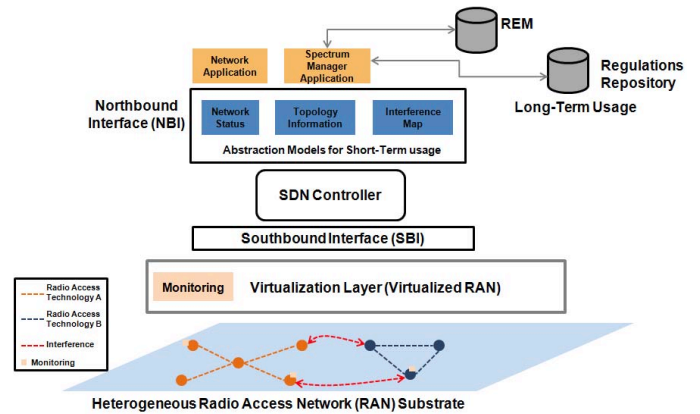 REM
Network
Application
Spectrum
Manager
Application
Regulations
Repository
Long-Term Usage
Northbound
Interface (NBI)
Network
Status
Topology
Information
Interference
Map
Abstraction Models for Short-Term usage
SDN Controller
Southbound Interface (SBI)
Monitoring
Virtualization Layer (Virtualized RAN)
Radio Access
Technology A
Radio Access
Technology B
Interference
Monitoring
Heterogeneous Radio Access Network (RAN) Substrate